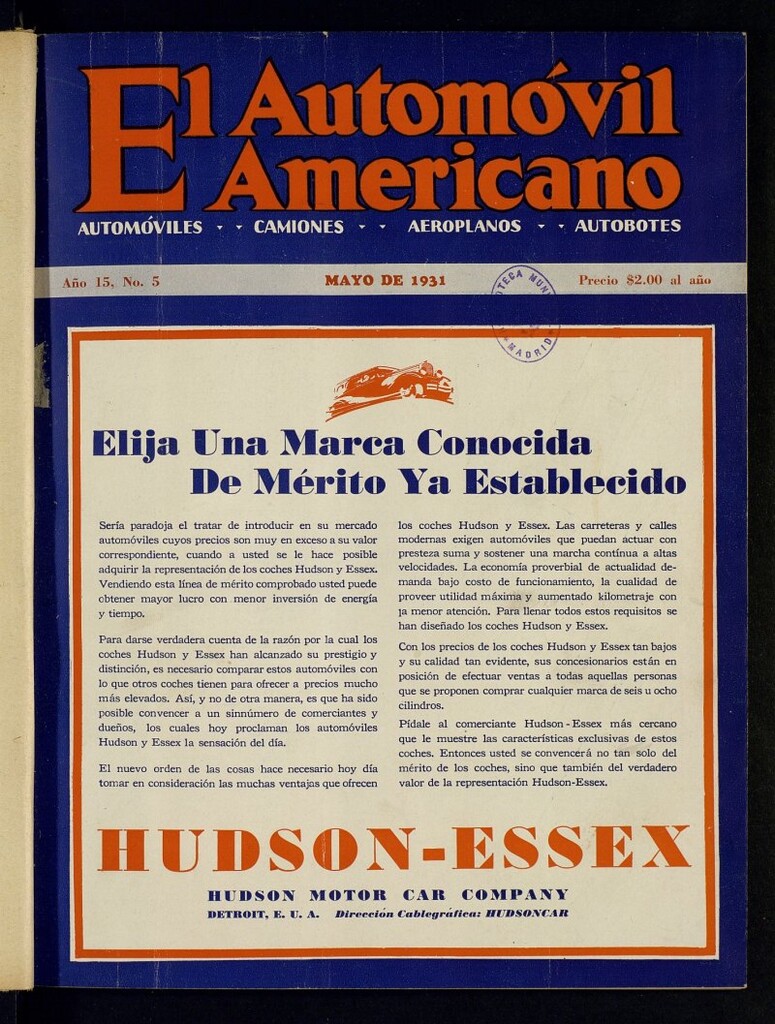 El Automóvil
Americano
AUTOMÓVILES - - CAMIONES - - AEROPLANOS - - AUTOBOTES
Año 15, No. 5
MAYO DE 1931
Precio $2.00 al año
OTECA MUNI
MADRID
Elija Una Marca Conocida
De Mérito Ya Establecido
Sería paradoja el tratar de introducir en su mercado
automóviles cuyos precios son muy en exceso a su valor
correspondiente, cuando a usted se le hace posible
adquirir la representación de los coches Hudson y Essex.
Vendiendo esta línea de mérito comprobado usted puede
obtener mayor lucro con menor inversión de energía
y tiempo.
Para darse verdadera cuenta de la razón por la cual los
coches Hudson y Essex han alcanzado su prestigio y
distinción, es necesario comparar estos automóviles con
lo que otros coches tienen para ofrecer a precios mucho
más elevados. Así, y no de otra manera, es que ha sido
posible convencer a un sinnúmero de comerciantes y
dueños, los cuales hoy proclaman los automóviles
Hudson y Essex la sensación del día.
El nuevo orden de las cosas hace necesario hoy día
tomar en consideración las muchas ventajas que ofrecen
los coches Hudson y Essex. Las carreteras y calles
modernas exigen automóviles que puedan actuar con
presteza suma y sostener una marcha contínua a altas
velocidades. La economía proverbial de actualidad de-
manda bajo costo de funcionamiento, la cualidad de
proveer utilidad máxima y aumentado kilometraje con
ja menor atención. Para llenar todos estos requisitos se
han diseñado los coches Hudson y Essex.
Con los precios de los coches Hudson y Essex tan bajos
y su calidad tan evidente, sus concesionarios están en
posición de efectuar ventas a todas aquellas personas
que se proponen comprar cualquier marca de seis u ocho
cilindros.
Pídale al comerciante Hudson-Essex más cercano
que le muestre las características exclusivas de estos
coches. Entonces usted se convencerá no tan solo del
mérito de los coches, sino que también del verdadero
valor de la representación Hudson-Essex.
HUDSON-ESSEX
HUDSON MOTOR CAR COMPANY
DETROIT, E. U. A. Dirección Cablegráfica: HUDSONCAR